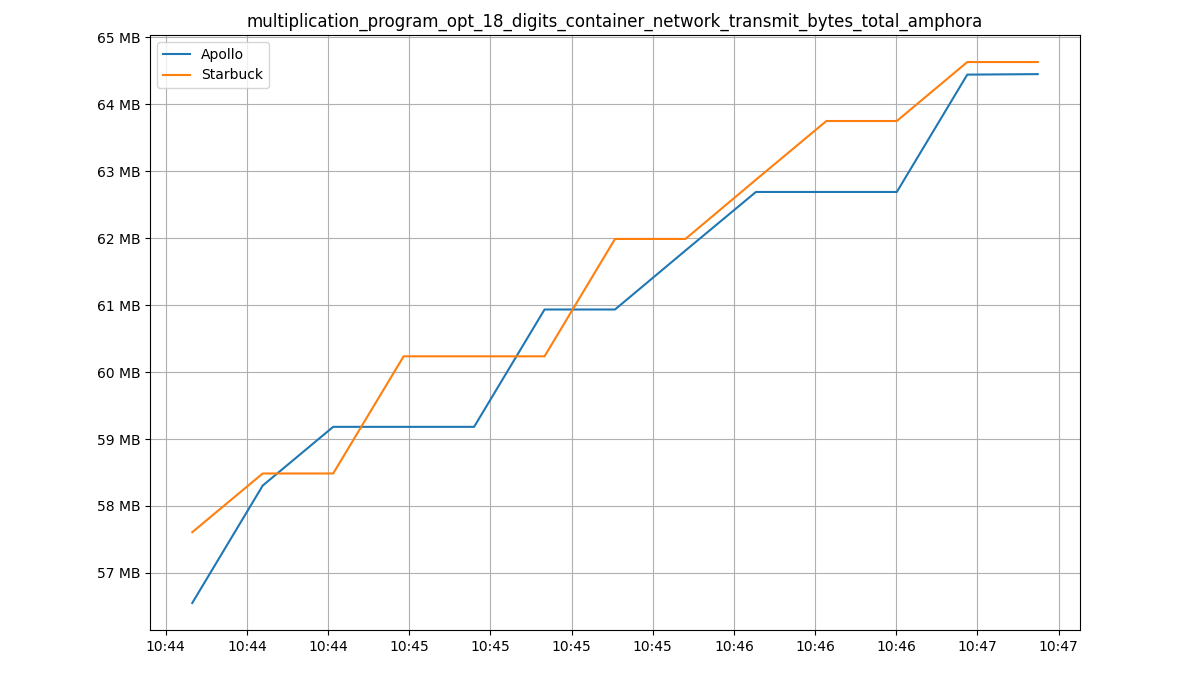 multiplication_program_opt_18_digits_container_network_transmit_bytes_total_amphora
Apollo
Starbuck
65 MB
64 MB
63 MB
62 MB
61 MB
60 MB
59 MB
58 MB
57 MB
10:44 10:44 10:44 10:45 10:45 10:45 10:45 10:46 10:46 10:46 10:47 10:47